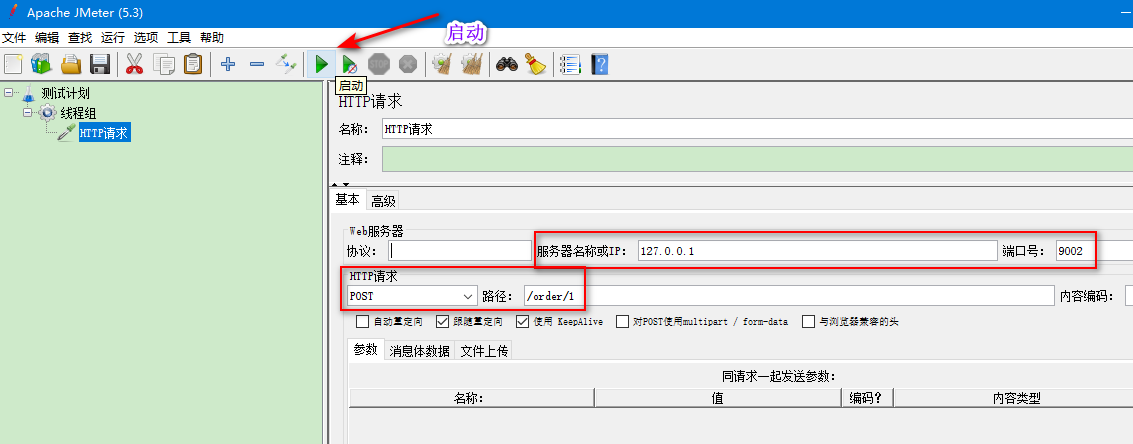 Apache JMeter (5.3)
文件 编辑 查找 运行 选项 工具 帮助
启动
STOP
?
启动
测试计划
线程组
HTTP请求
HTTP请求
名称: HTTP请求
注释:
基本 高级
Web服务器
协议: 服务器名称或IP: 127.0.0.1 端口号: 9002
HTTP请求
POST 路径: /order/1 内容编码:
自动重定向 跟随重定向 使用 KeepAlive 对POST使用multipart / form-data 与浏览器兼容的头
参数 消息体数据 文件上传
同请求一起发送参数:
名称: 值 编码? 内容类型